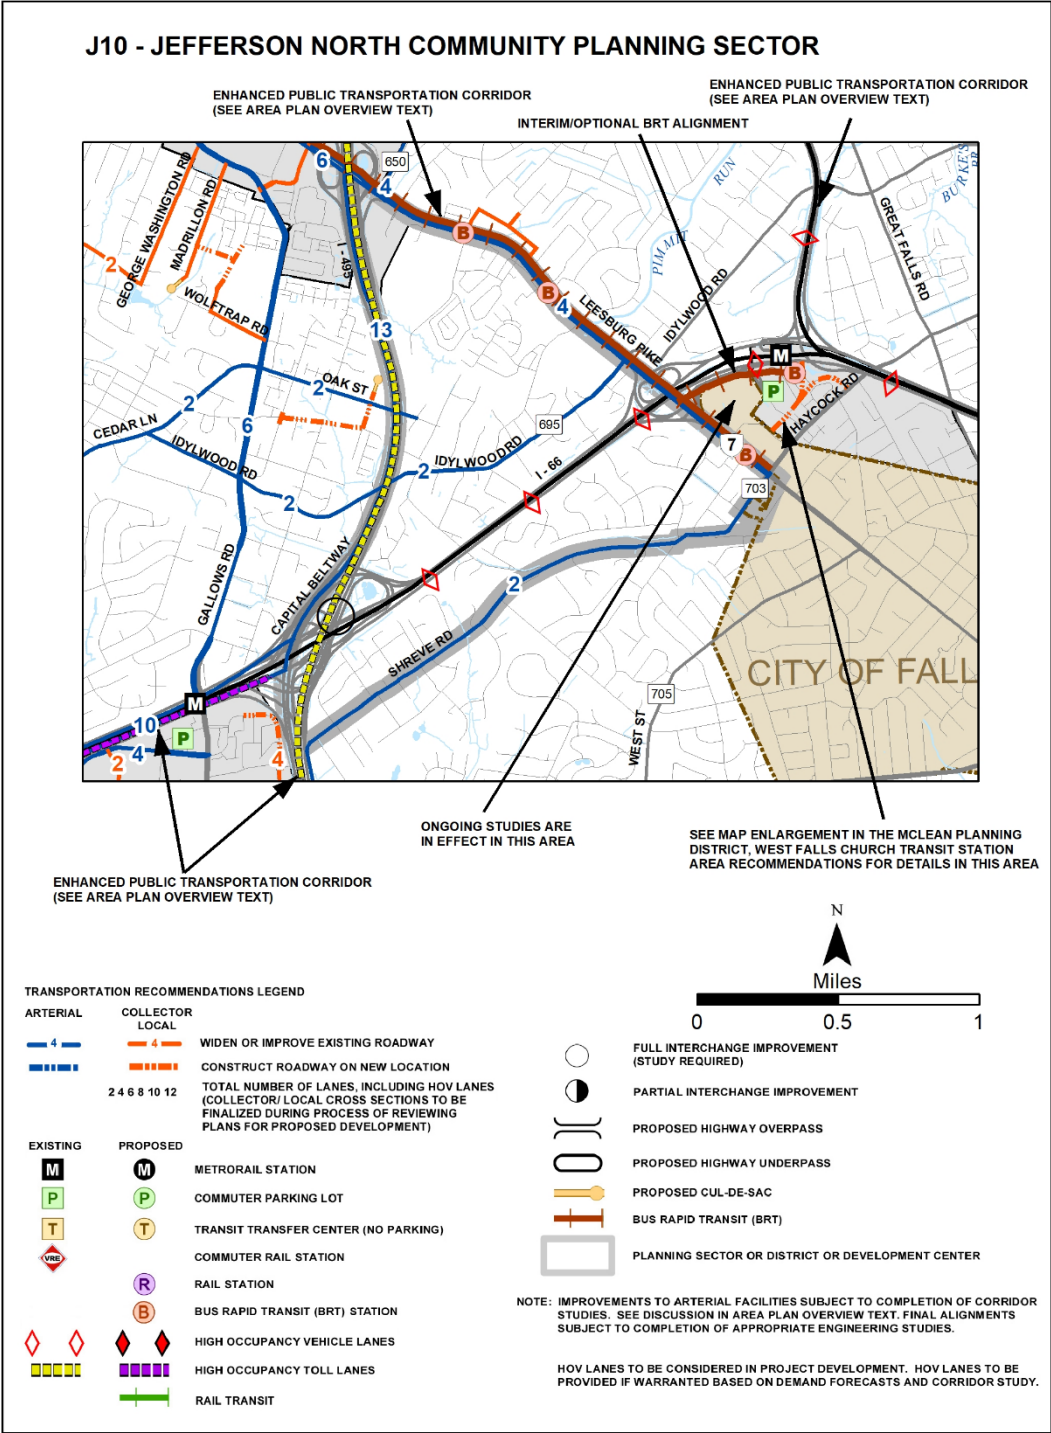 J10 - JEFFERSON NORTH COMMUNITY PLANNING SECTOR
ENHANCED PUBLIC TRANSPORTATION CORRIDOR
(SEE AREA PLAN OVERVIEW TEXT)
ENHANCED PUBLIC TRANSPORTATION CORRIDOR
(SEE AREA PLAN OVERVIEW TEXT)
INTERIM/OPTIONAL BRT ALIGNMENT
6
650
4
GEORGE WASHINGTON RD
MADRILLON RD
I - 495
B
RUN
PIMMIT
BURKE'S
BR
GREAT FALLS RD
2
WOLFTRAP RD
B
4
LEESBURG PIKE
IDYLWOOD RD
13
M
B
P
HAYCOCK RD
OAK ST
2
2
6
CEDAR LN
IDYLWOOD RD
695
IDYLWOOD RD
2
2
I - 66
7
B
703
GALLOWS RD
CAPITAL BELTWAY
2
SHREVE RD
CITY OF FALL
705
WEST ST
M
10
P
4
2
4
ONGOING STUDIES ARE
IN EFFECT IN THIS AREA
SEE MAP ENLARGEMENT IN THE MCLEAN PLANNING
DISTRICT, WEST FALLS CHURCH TRANSIT STATION
AREA RECOMMENDATIONS FOR DETAILS IN THIS AREA
ENHANCED PUBLIC TRANSPORTATION CORRIDOR
(SEE AREA PLAN OVERVIEW TEXT)
N
Miles
0 0.5 1
TRANSPORTATION RECOMMENDATIONS LEGEND
ARTERIAL COLLECTOR
LOCAL
4 4 WIDEN OR IMPROVE EXISTING ROADWAY
CONSTRUCT ROADWAY ON NEW LOCATION
2 4 6 8 10 12 TOTAL NUMBER OF LANES, INCLUDING HOV LANES
(COLLECTOR/ LOCAL CROSS SECTIONS TO BE
FINALIZED DURING PROCESS OF REVIEWING
PLANS FOR PROPOSED DEVELOPMENT)
EXISTING PROPOSED
M M METRORAIL STATION
P P COMMUTER PARKING LOT
T T TRANSIT TRANSFER CENTER (NO PARKING)
VRE COMMUTER RAIL STATION
R RAIL STATION
B BUS RAPID TRANSIT (BRT) STATION
HIGH OCCUPANCY VEHICLE LANES
HIGH OCCUPANCY TOLL LANES
RAIL TRANSIT
FULL INTERCHANGE IMPROVEMENT
(STUDY REQUIRED)
PARTIAL INTERCHANGE IMPROVEMENT
PROPOSED HIGHWAY OVERPASS
PROPOSED HIGHWAY UNDERPASS
PROPOSED CUL-DE-SAC
BUS RAPID TRANSIT (BRT)
PLANNING SECTOR OR DISTRICT OR DEVELOPMENT CENTER
NOTE: IMPROVEMENTS TO ARTERIAL FACILITIES SUBJECT TO COMPLETION OF CORRIDOR
STUDIES. SEE DISCUSSION IN AREA PLAN OVERVIEW TEXT. FINAL ALIGNMENTS
SUBJECT TO COMPLETION OF APPROPRIATE ENGINEERING STUDIES.
HOV LANES TO BE CONSIDERED IN PROJECT DEVELOPMENT. HOV LANES TO BE
PROVIDED IF WARRANTED BASED ON DEMAND FORECASTS AND CORRIDOR STUDY.